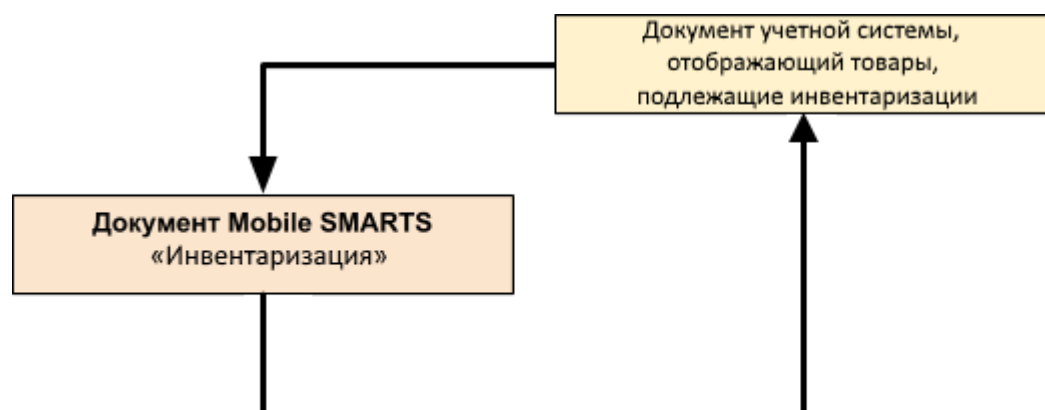 Документ учетной системы,
отображающий товары,
подлежащие инвентаризации
Документ Mobile SMARTS
«Инвентаризация»